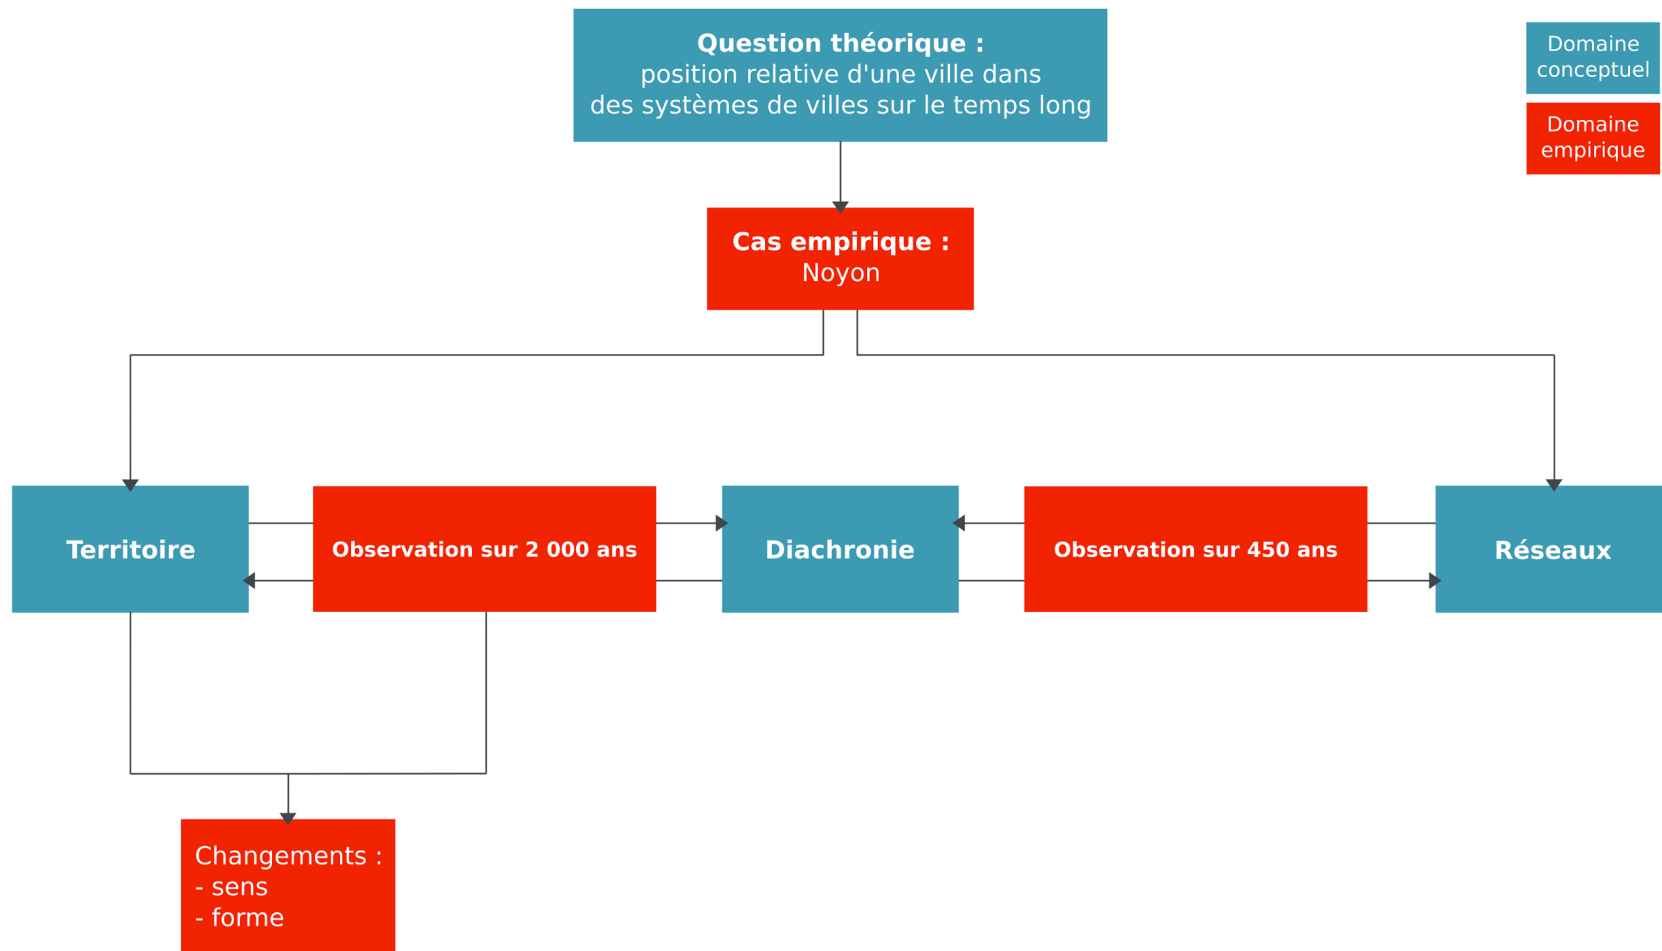 Question théorique :
position relative d'une ville dans
des systèmes de villes sur le temps long
Domaine
conceptuel
Domaine
empirique
Cas empirique :
Noyon
Territoire
Observation sur 2 000 ans
Diachronie
Observation sur 450 ans
Réseaux
Changements :
- sens
- forme